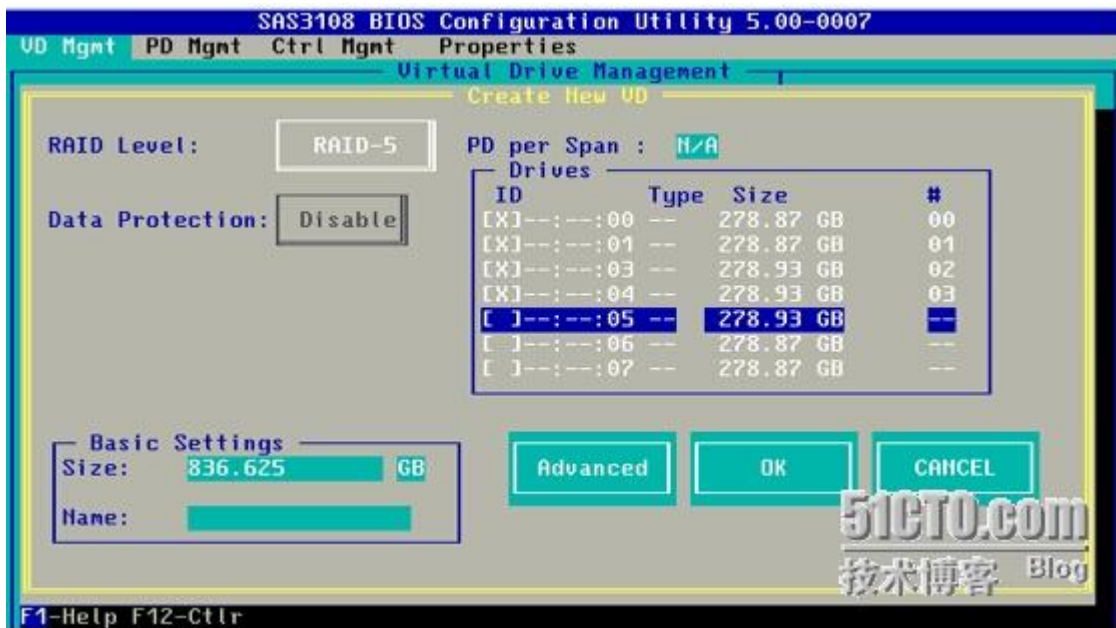 SAS3108 BIOS Configuration Utility 5.00-0007
VD Mgmt PD Mgmt Ctrl Mgmt Properties
Virtual Drive Management
Create New VD
RAID Level: RAID-5
PD per Span : N/A
Data Protection: Disable
Drives
ID Type Size #
[X]--:--:00 -- 278.87 GB 00
[X]--:--:01 -- 278.87 GB 01
[X]--:--:03 -- 278.93 GB 02
[X]--:--:04 -- 278.93 GB 03
[ ]--:--:05 -- 278.93 GB --
[ ]--:--:06 -- 278.87 GB --
[ ]--:--:07 -- 278.87 GB --
Basic Settings
Size: 836.625 GB
Name:
Advanced OK CANCEL
51CTO.com
技术博客 Blog
F1-Help F12-Ctlr